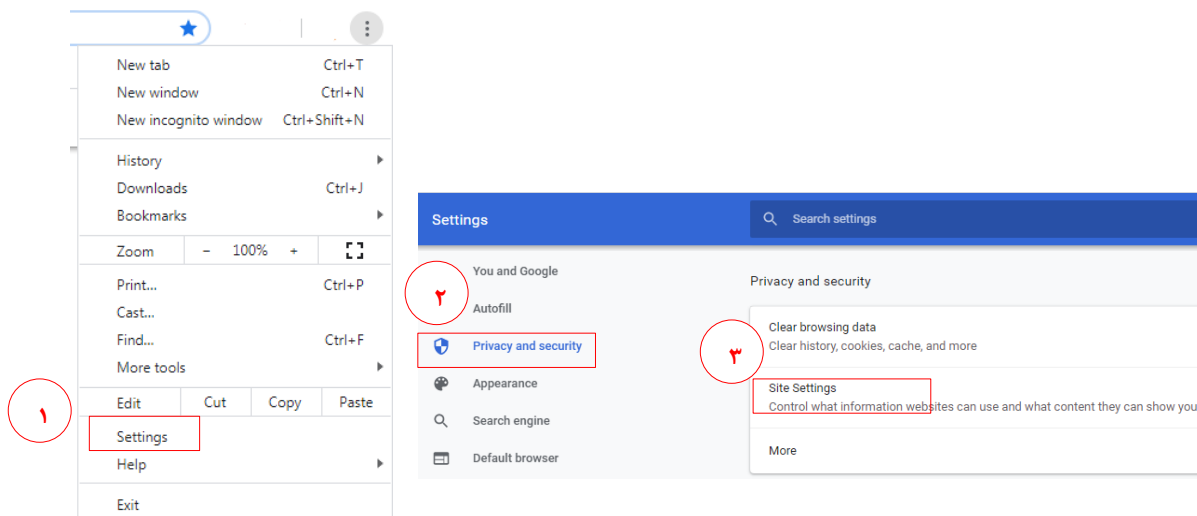 New tab Ctrl+T
New window Ctrl+N
New incognito window Ctrl+Shift+N
History
Downloads Ctrl+J
Bookmarks
Zoom - 100% +
Print... Ctrl+P
Cast...
Find... Ctrl+F
More tools
Edit Cut Copy Paste
۱
Settings
Help
Exit
Settings
Search settings
You and Google
۲
Autofill
Privacy and security
Appearance
Search engine
Default browser
Privacy and security
Clear browsing data
Clear history, cookies, cache, and more
۳
Site Settings
Control what information websites can use and what content they can show you
More